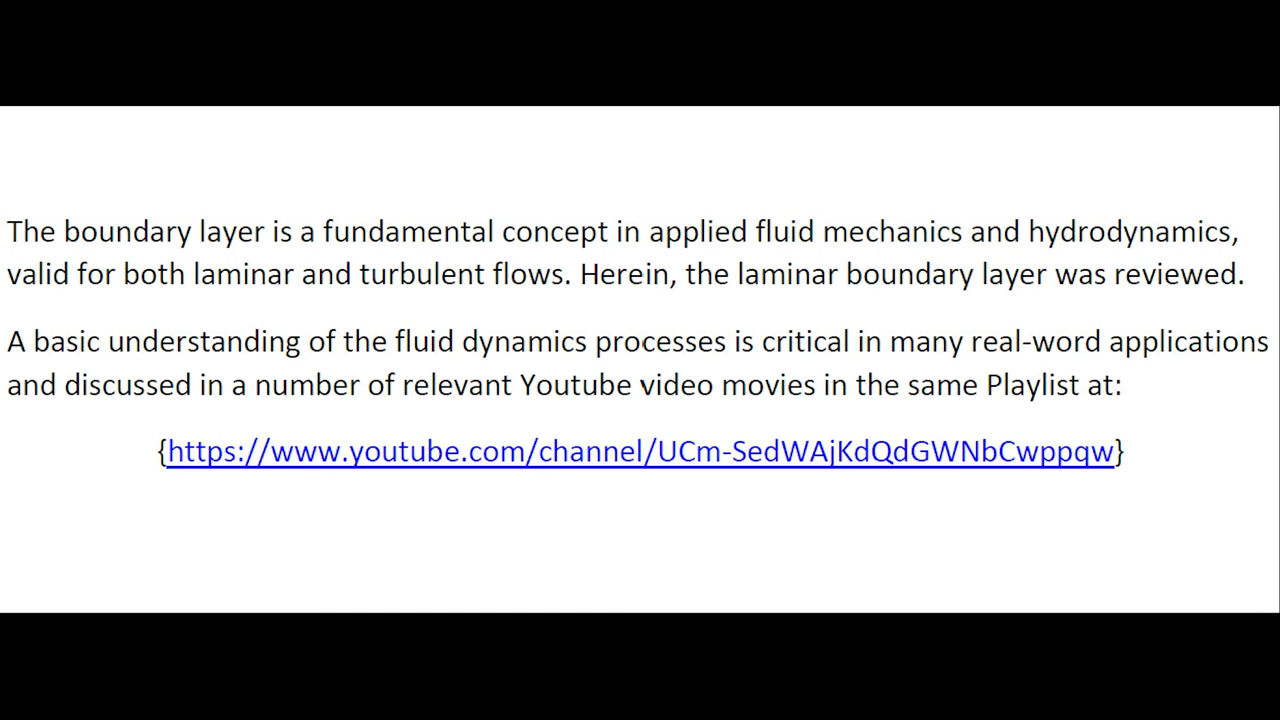 The boundary layer is a fundamental concept in applied fluid mechanics and hydrodynamics,
valid for both laminar and turbulent flows. Herein, the laminar boundary layer was reviewed.
A basic understanding of the fluid dynamics processes is critical in many real-word applications
and discussed in a number of relevant Youtube video movies in the same Playlist at:
{https://www.youtube.com/channel/UCm-SedWAjKdQdGWNbCwppqw}